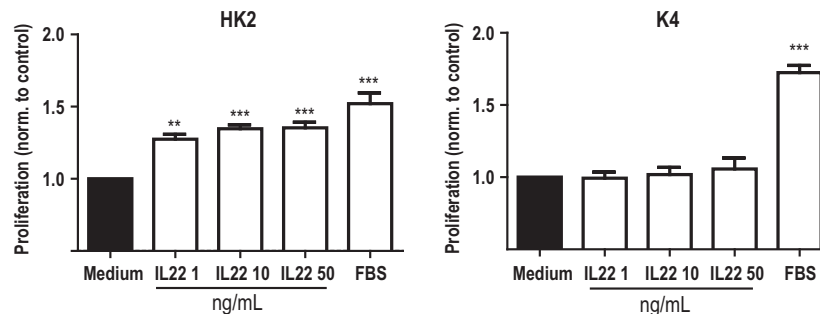 HK2
Proliferation (norm. to control)
2.0
1.5
1.0
**
***
***
***
Medium IL22 1 IL22 10 IL22 50 FBS
ng/mL
K4
Proliferation (norm. to control)
2.0
1.5
1.0
***
Medium IL22 1 IL22 10 IL22 50 FBS
ng/mL